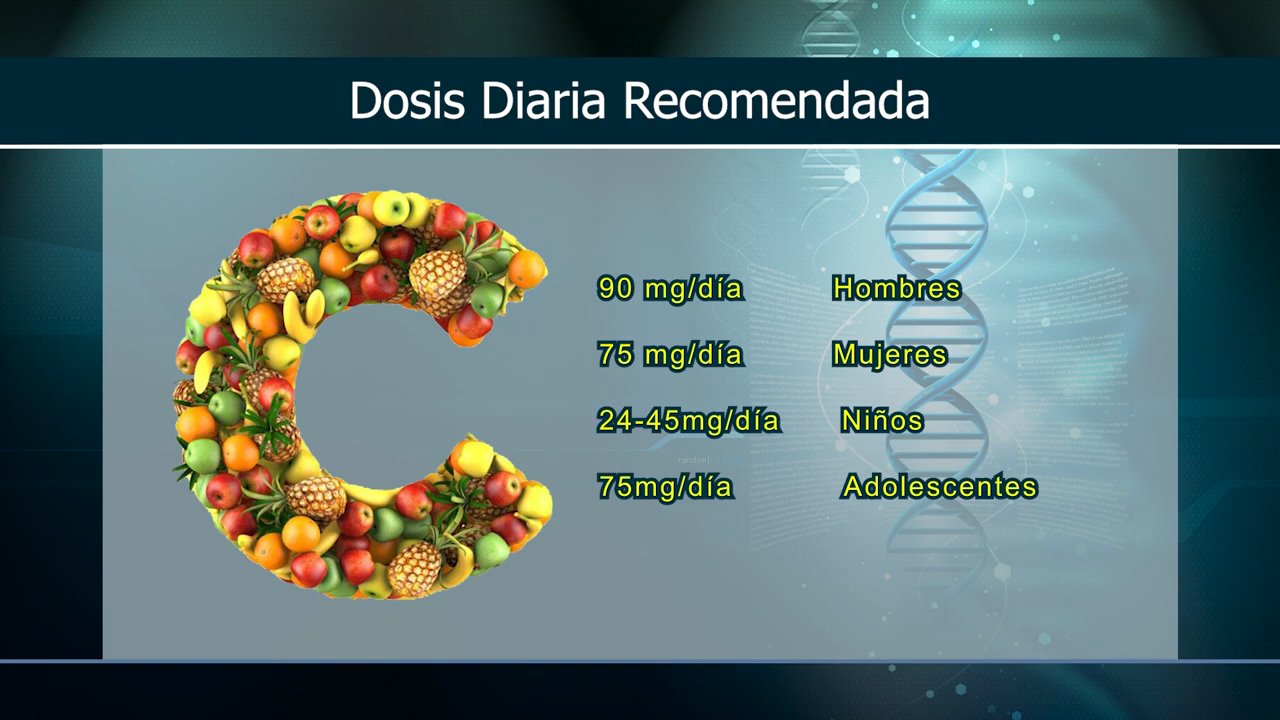 Dosis Diaria Recomendada
90 mg/día Hombres
75 mg/día Mujeres
24-45mg/día Niños
75mg/día Adolescentes